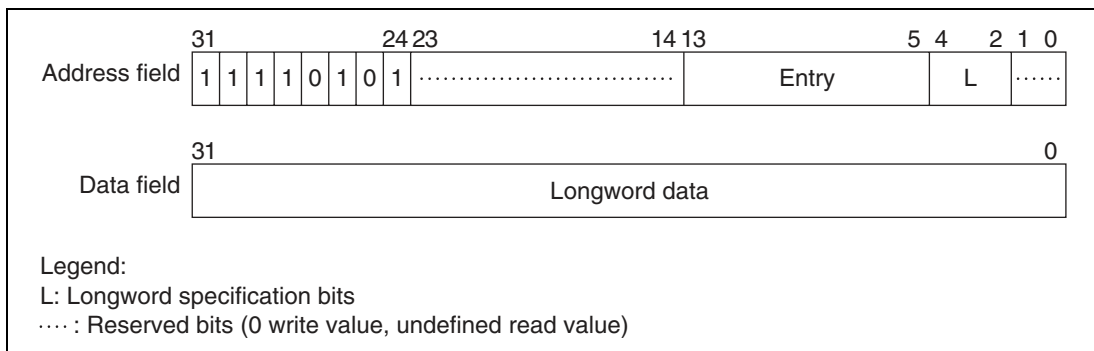 31 24 23 14 13 5 4 2 1 0
Address field 1 1 1 1 0 1 0 1 ···························· Entry L ······
31 0
Data field Longword data
Legend:
L: Longword specification bits
···· : Reserved bits (0 write value, undefined read value)